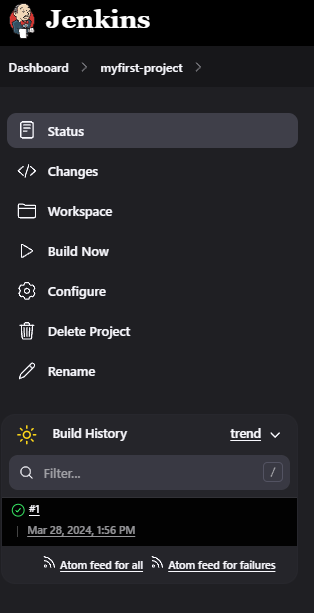 Jenkins
Dashboard > myfirst-project >
Status
Changes
Workspace
Build Now
Configure
Delete Project
Rename
Build History trend
Filter... /
#1
Mar 28, 2024, 1:56 PM
Atom feed for all Atom feed for failures